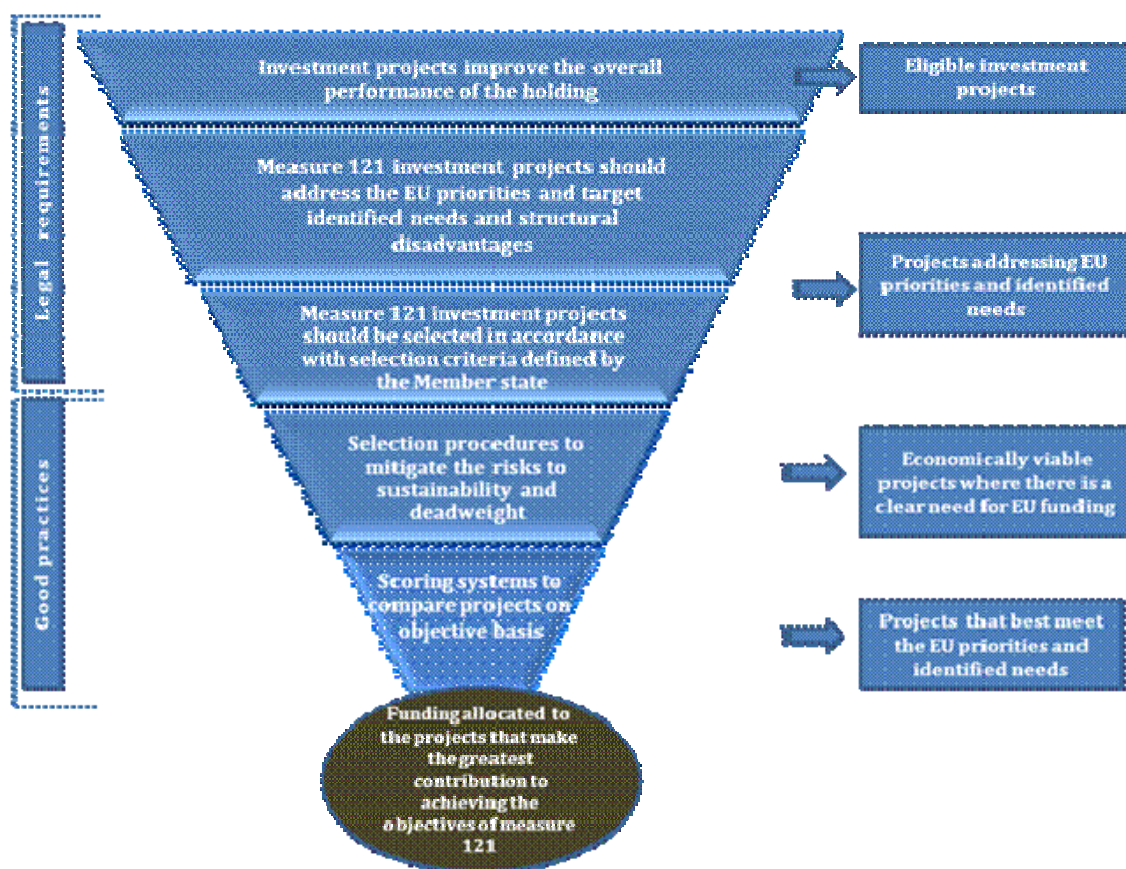 Legal requirements
Investment projects improve the overall
performance of the holding
Eligible investment
projects
Measure 121 investment projects should
address the EU priorities and target
identified needs and structural
disadvantages
Measure 121 investment projects
should be selected in accordance
with selection criteria defined by
the Member state
Projects addressing EU
priorities and identified
needs
Good practices
Selection procedures to
mitigate the risks to
sustainability and
deadweight
Economically viable
projects where there is a
clear need for EU funding
Scoring systems to
compare projects on
objective basis
Projects that best meet
the EU priorities and
identified needs
Funding allocated to
the projects that make
the greatest
contribution to
achieving the
objectives of measure
121